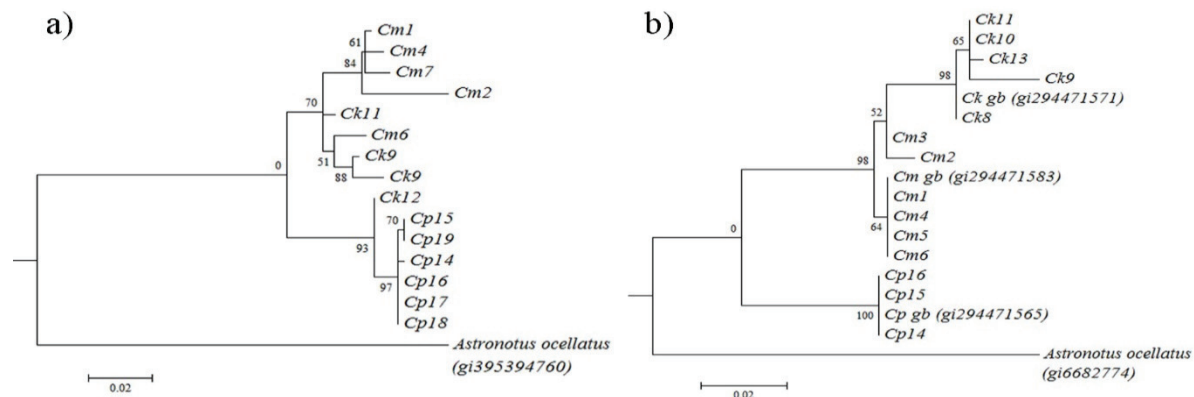 a)
61
Cm1
Cm4
84
Cm7
Cm2
70
Ck11
Cm6
51
Ck9
88
Ck9
0
Ck12
70
Cp15
Cp19
93
Cp14
97
Cp16
Cp17
Cp18
Astronotus ocellatus
(gi395394760)
0.02
b)
Ck11
65
Ck10
Ck13
98
Ck9
Ck gb (gi294471571)
Ck8
52
Cm3
98
Cm2
Cm gb (gi294471583)
Cm1
Cm4
64
Cm5
Cm6
0
Cp16
Cp15
100
Cp gb (gi294471565)
Cp14
Astronotus ocellatus
(gi6682774)
0.02